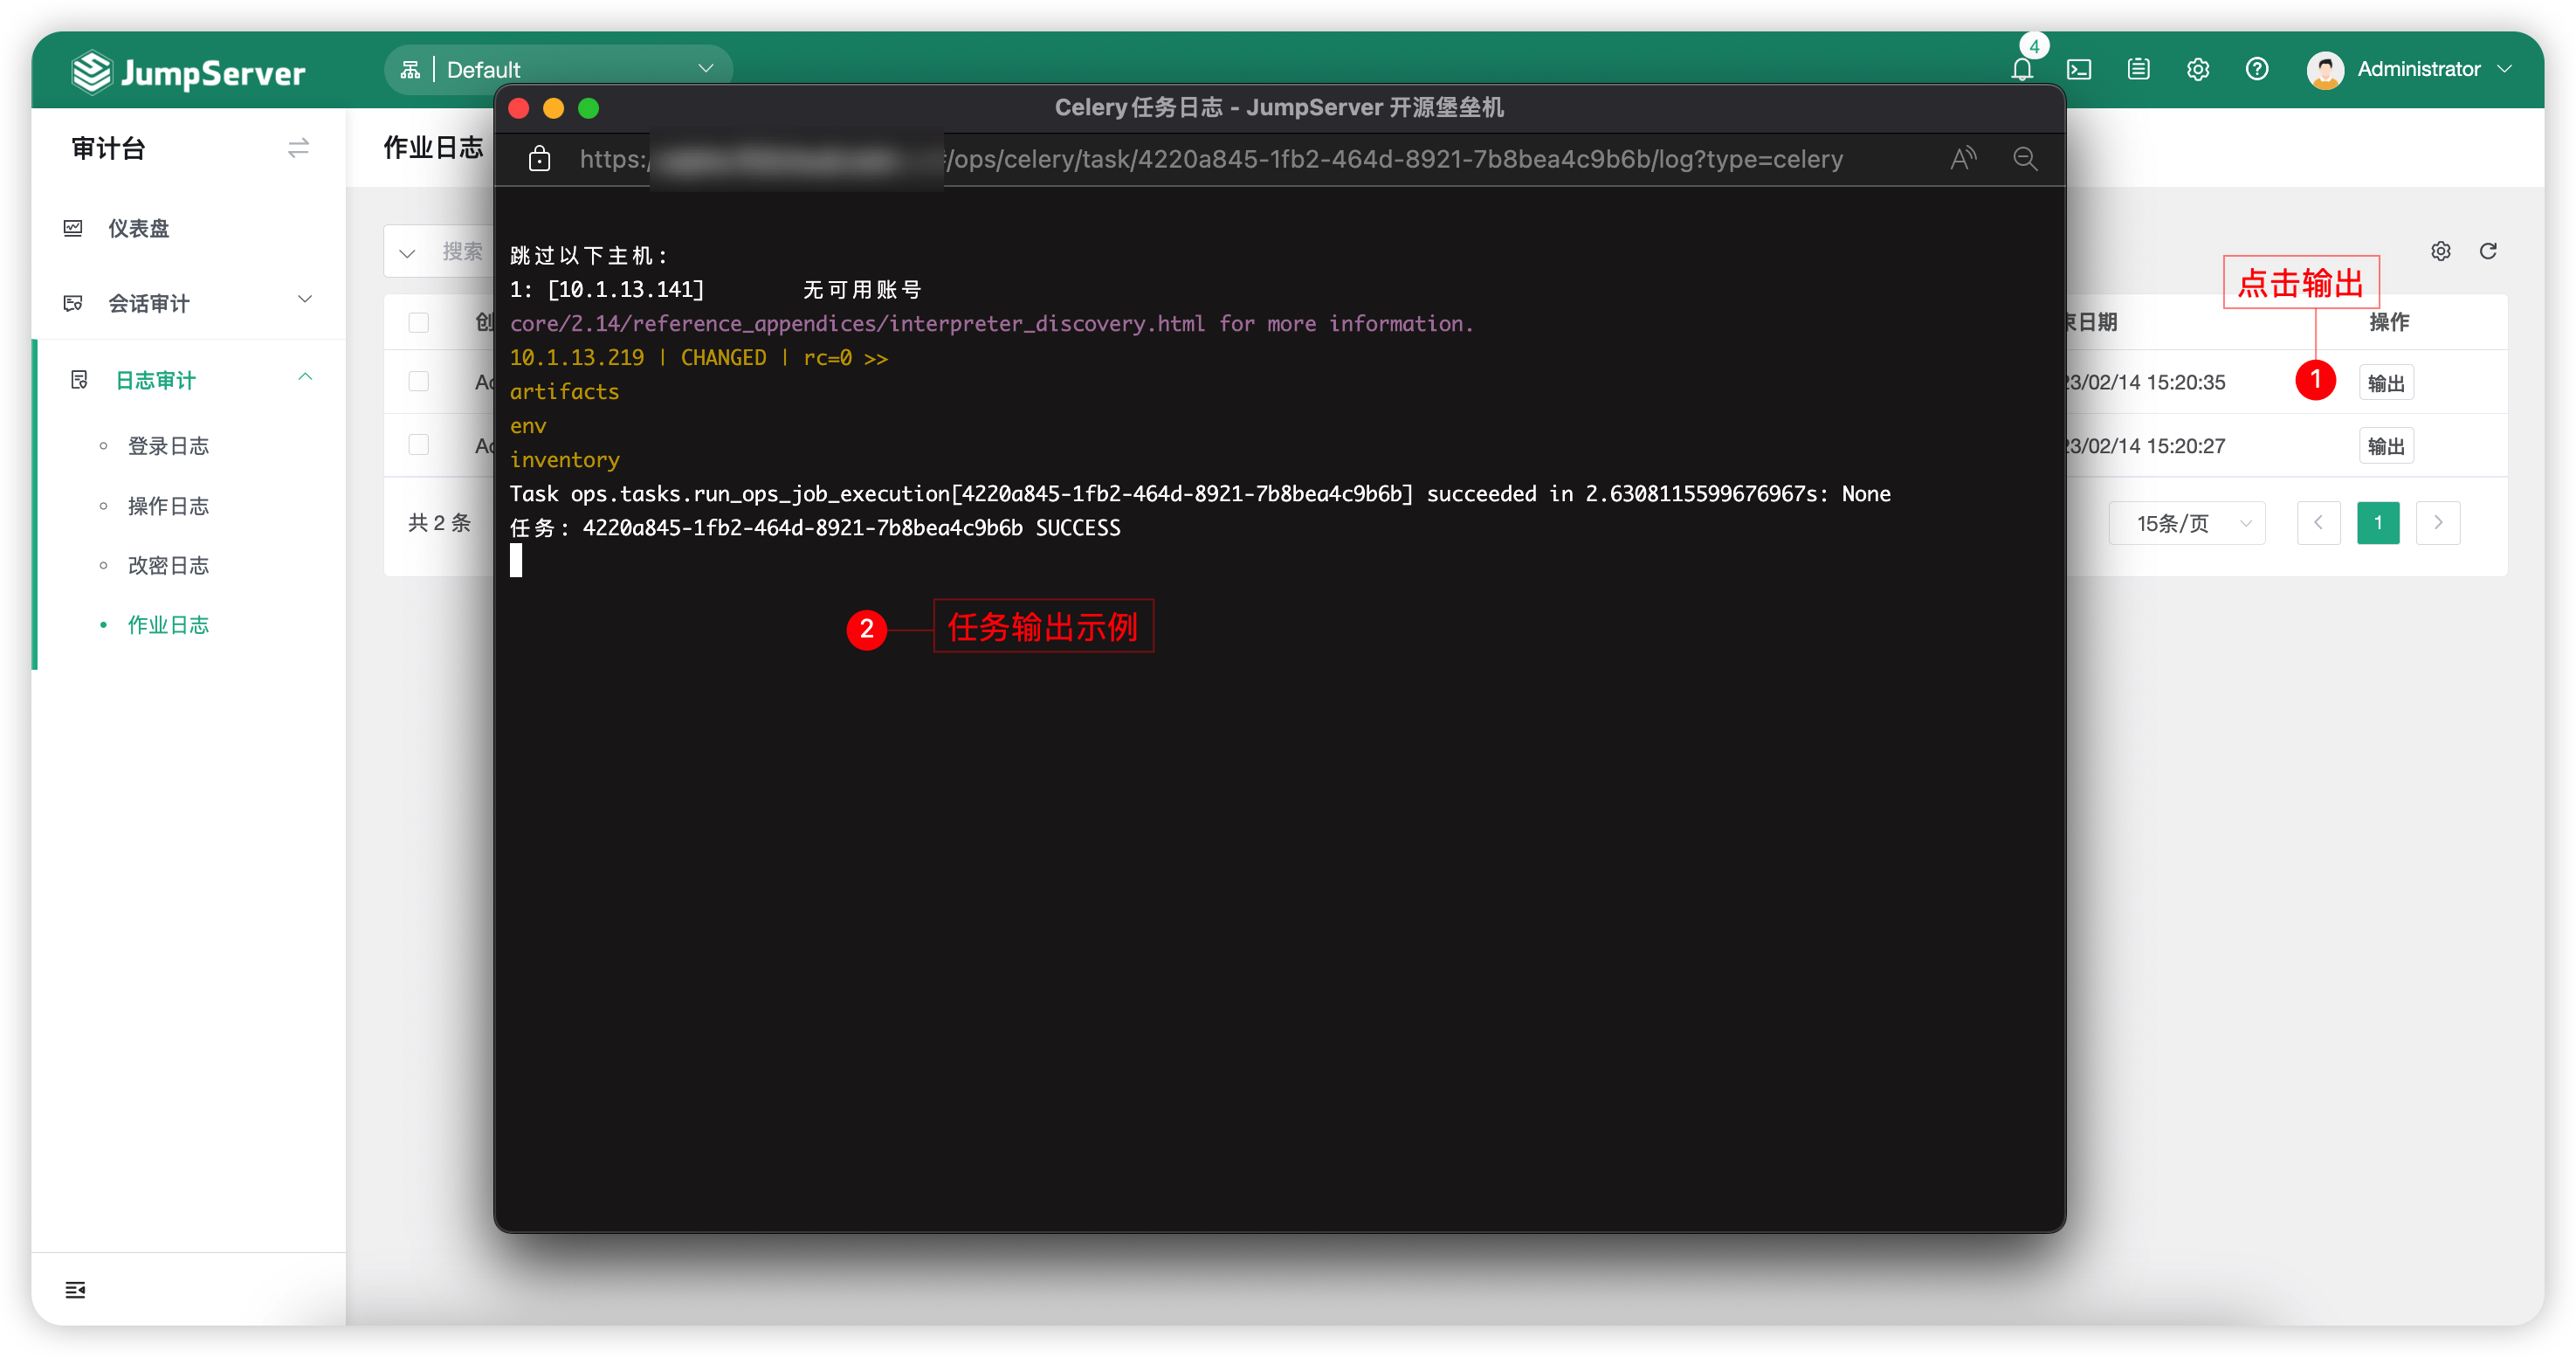 JumpServer
Default
4
Administrator
审计台
仪表盘
会话审计
日志审计
登录日志
操作日志
改密日志
作业日志
作业日志
搜索
创
Ac
Ac
共 2 条
Celery任务日志 - JumpServer 开源堡垒机
https:/
/ops/celery/task/4220a845-1fb2-464d-8921-7b8bea4c9b6b/log?type=celery
跳过以下主机:
1: [10.1.13.141] 无可用账号
core/2.14/reference_appendices/interpreter_discovery.html for more information.
10.1.13.219 | CHANGED | rc=0 >>
artifacts
env
inventory
Task ops.tasks.run_ops_job_execution[4220a845-1fb2-464d-8921-7b8bea4c9b6b] succeeded in 2.6308115599676967s: None
任务: 4220a845-1fb2-464d-8921-7b8bea4c9b6b SUCCESS
2 任务输出示例
点击输出
束日期 操作
23/02/14 15:20:35 1 输出
23/02/14 15:20:27 输出
15条/页 1